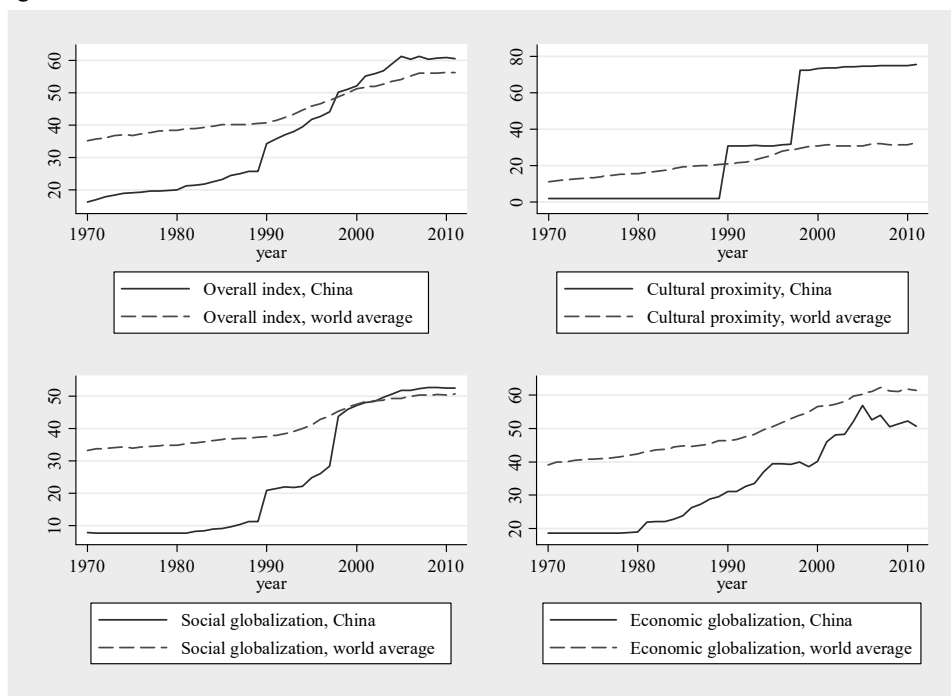 60
50
40
30
20
1970 1980 1990 2000 2010
year
Overall index, China
Overall index, world average
80
60
40
20
0
1970 1980 1990 2000 2010
year
Cultural proximity, China
Cultural proximity, world average
50
40
30
20
10
1970 1980 1990 2000 2010
year
Social globalization, China
Social globalization, world average
60
50
40
30
20
1970 1980 1990 2000 2010
year
Economic globalization, China
Economic globalization, world average